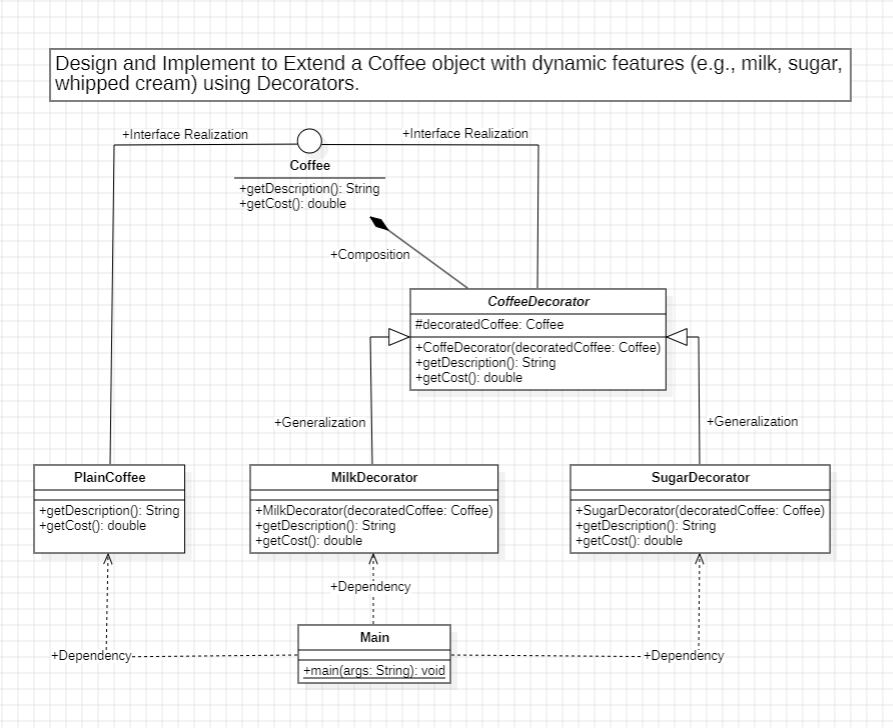 Design and Implement to Extend a Coffee object with dynamic features (e.g., milk, sugar,
whipped cream) using Decorators.
+Interface Realization
+Interface Realization
Coffee
+getDescription(): String
+getCost(): double
+Composition
CoffeeDecorator
#decoratedCoffee: Coffee
+CoffeDecorator(decoratedCoffee: Coffee)
+getDescription(): String
+getCost(): double
+Generalization
+Generalization
PlainCoffee
+getDescription(): String
+getCost(): double
MilkDecorator
+MilkDecorator(decoratedCoffee: Coffee)
+getDescription(): String
+getCost(): double
SugarDecorator
+SugarDecorator(decoratedCoffee: Coffee)
+getDescription(): String
+getCost(): double
+Dependency
+Dependency
Main
+main(args: String): void
+Dependency